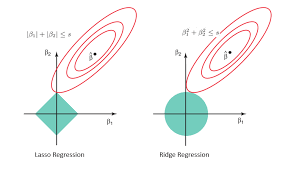 |β₁| + |β₂| ≤ s
β₂
β̂
β₁
Lasso Regression
β₁² + β₂² ≤ s
β₂
β̂
β₁
Ridge Regression